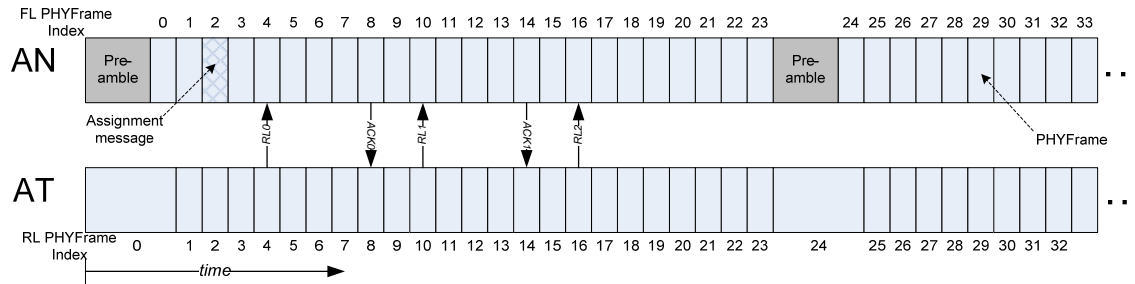 FL PHYFrame Index 0 1 2 3 4 5 6 7 8 9 10 11 12 13 14 15 16 17 18 19 20 21 22 23 24 25 26 27 28 29 30 31 32 33
AN
Pre-amble
Pre-amble
. .
Assignment message
RL0
ACK0
RL1
ACK1
RL2
PHYFrame
AT
. .
RL PHYFrame Index 0 1 2 3 4 5 6 7 8 9 10 11 12 13 14 15 16 17 18 19 20 21 22 23 24 25 26 27 28 29 30 31 32
time